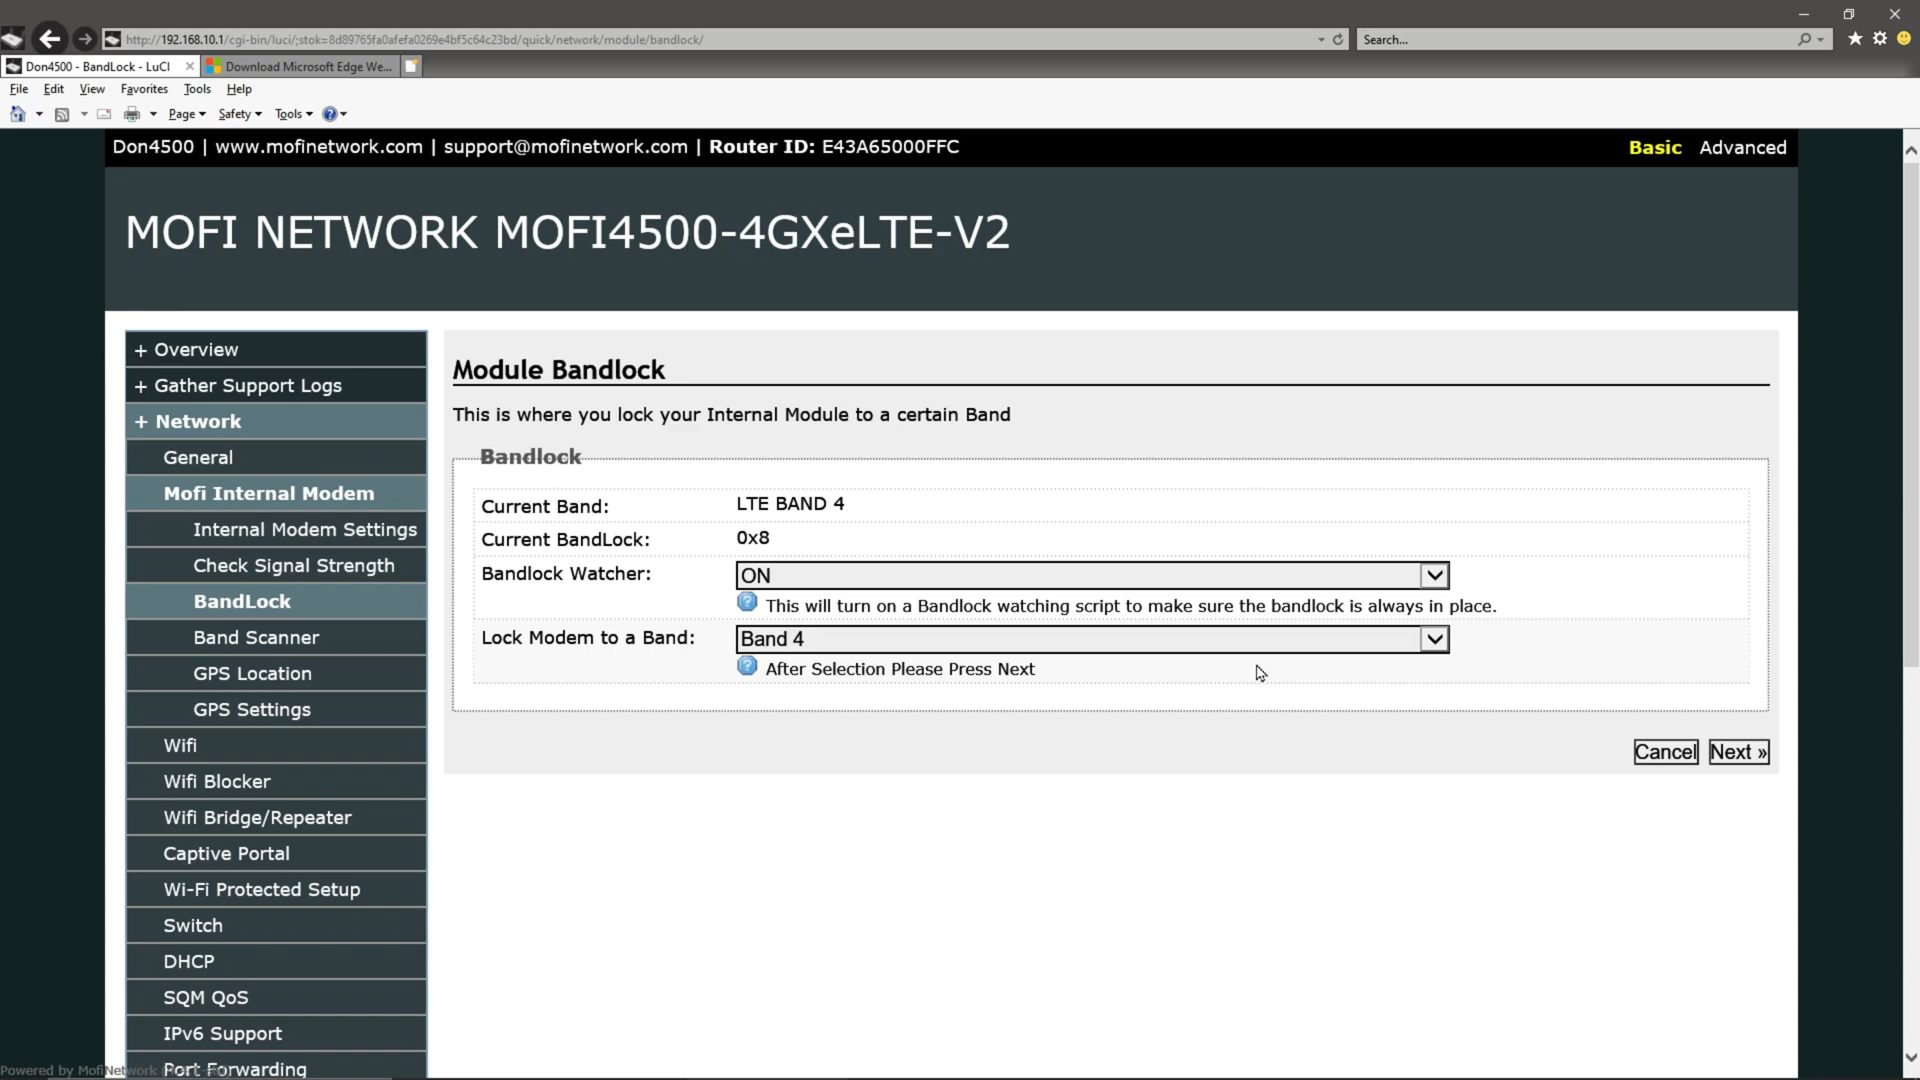 http://192.168.10.1/cgi-bin/luci/;stok=8d89765fa0afefa0269e4bf5c64c23bd/quick/network/module/bandlock/
Search...
Don4500 - BandLock - LuCI
Download Microsoft Edge We...
File Edit View Favorites Tools Help
Page Safety Tools
Don4500 | www.mofinetwork.com | support@mofinetwork.com | Router ID: E43A65000FFC
Basic Advanced
MOFI NETWORK MOFI4500-4GXeLTE-V2
+ Overview
+ Gather Support Logs
+ Network
General
Mofi Internal Modem
Internal Modem Settings
Check Signal Strength
BandLock
Band Scanner
GPS Location
GPS Settings
Wifi
Wifi Blocker
Wifi Bridge/Repeater
Captive Portal
Wi-Fi Protected Setup
Switch
DHCP
SQM QoS
IPv6 Support
Port Forwarding
Module Bandlock
This is where you lock your Internal Module to a certain Band
Bandlock
Current Band: LTE BAND 4
Current BandLock: 0x8
Bandlock Watcher: ON
This will turn on a Bandlock watching script to make sure the bandlock is always in place.
Lock Modem to a Band: Band 4
After Selection Please Press Next
Cancel Next »
Powered by MofiNetwork